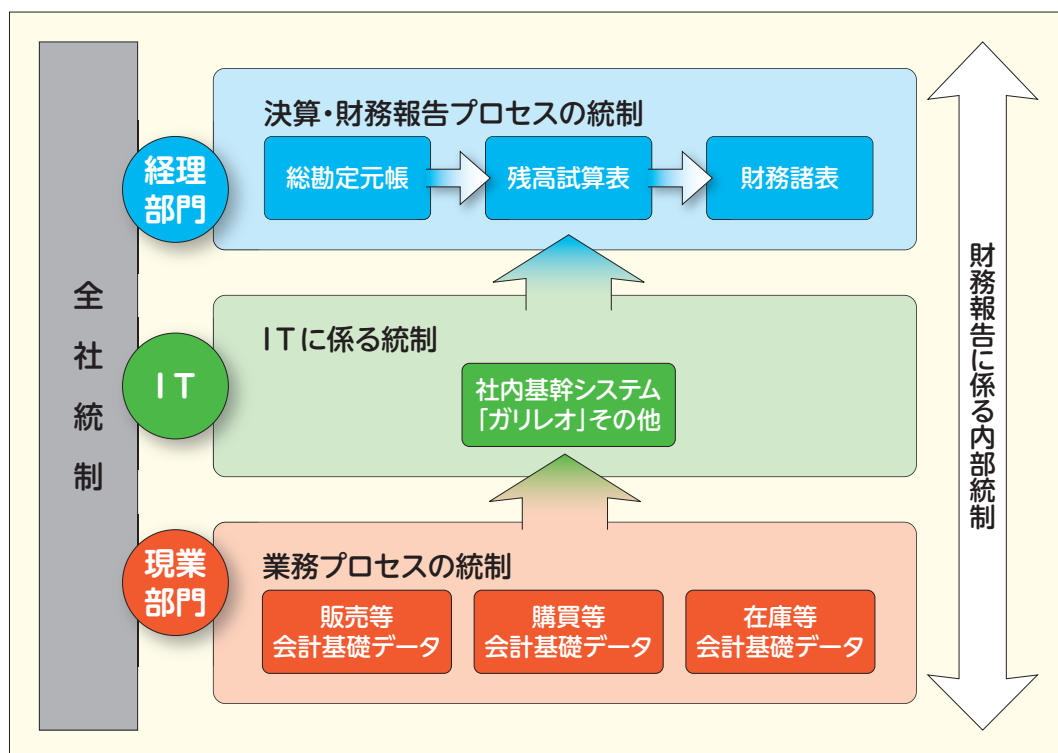 全社統制
経理
部門
決算・財務報告プロセスの統制
総勘定元帳
残高試算表
財務諸表
IT
ITに係る統制
社内基幹システム
「ガリレオ」その他
現業
部門
業務プロセスの統制
販売等
会計基礎データ
購買等
会計基礎データ
在庫等
会計基礎データ
財務報告に係る内部統制